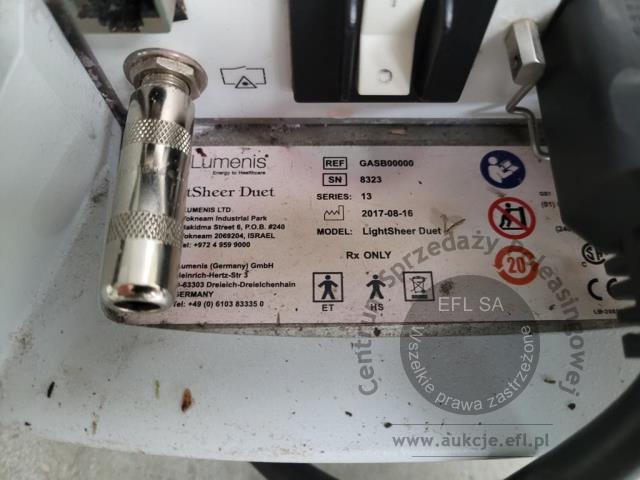 Lumenis®
Energy to Healthcare
tSheer Duet
LUMENIS LTD
Yokneam Industrial Park
Hakidma Street 6, P.O.B. #240
Yokneam 2069204, ISRAEL
Tel: +972 4 959 9000
Lumenis (Germany) GmbH
Heinrich-Hertz-Str 3
63303 Dreieich-Dreieichenhain
GERMANY
Tel: +49 (0) 6103 83335 0
REF GASB00000
SN 8323
SERIES: 13
2017-08-16
MODEL: LightSheer Duet
Rx ONLY
ET
HS
20
(01)
Centrum Sprzedaży Poleasingowej
EFL SA
Wszelkie prawa zastrzeżone
www.aukcje.efl.pl